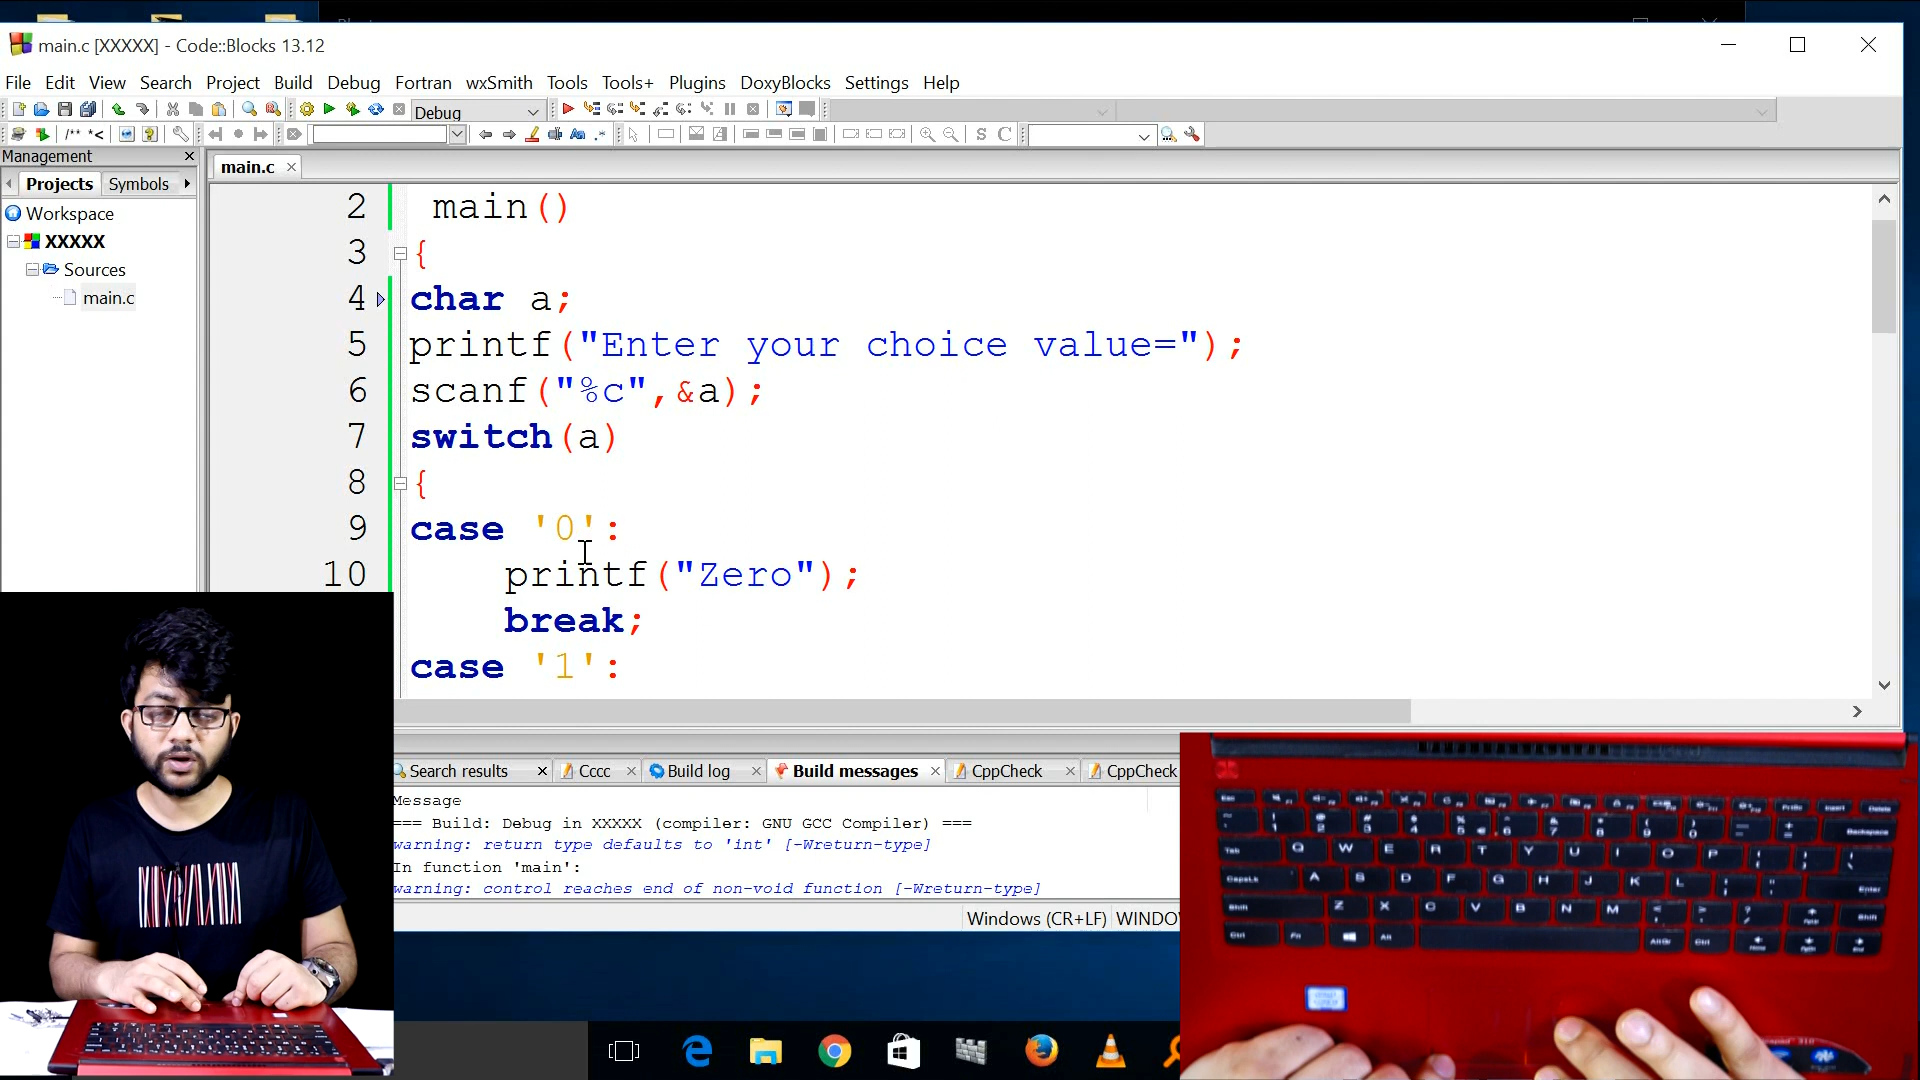 main.c [XXXXX] - Code::Blocks 13.12
File Edit View Search Project Build Debug Fortran wxSmith Tools Tools+ Plugins DoxyBlocks Settings Help
Debug
/** *<
S C
Management
Projects Symbols
main.c
Workspace
XXXXX
Sources
main.c
2 main()
3 {
4 char a;
5 printf("Enter your choice value=");
6 scanf("%c",&a);
7 switch(a)
8 {
9 case '0':
10 printf("Zero");
break;
case '1':
Search results Cccc Build log Build messages CppCheck CppCheck
Message
=== Build: Debug in XXXXX (compiler: GNU GCC Compiler) ===
warning: return type defaults to 'int' [-Wreturn-type]
In function 'main':
warning: control reaches end of non-void function [-Wreturn-type]
Windows (CR+LF) WINDO
Q W E R T Y U I O P
A S D F G H J K L
Z X C V B N M